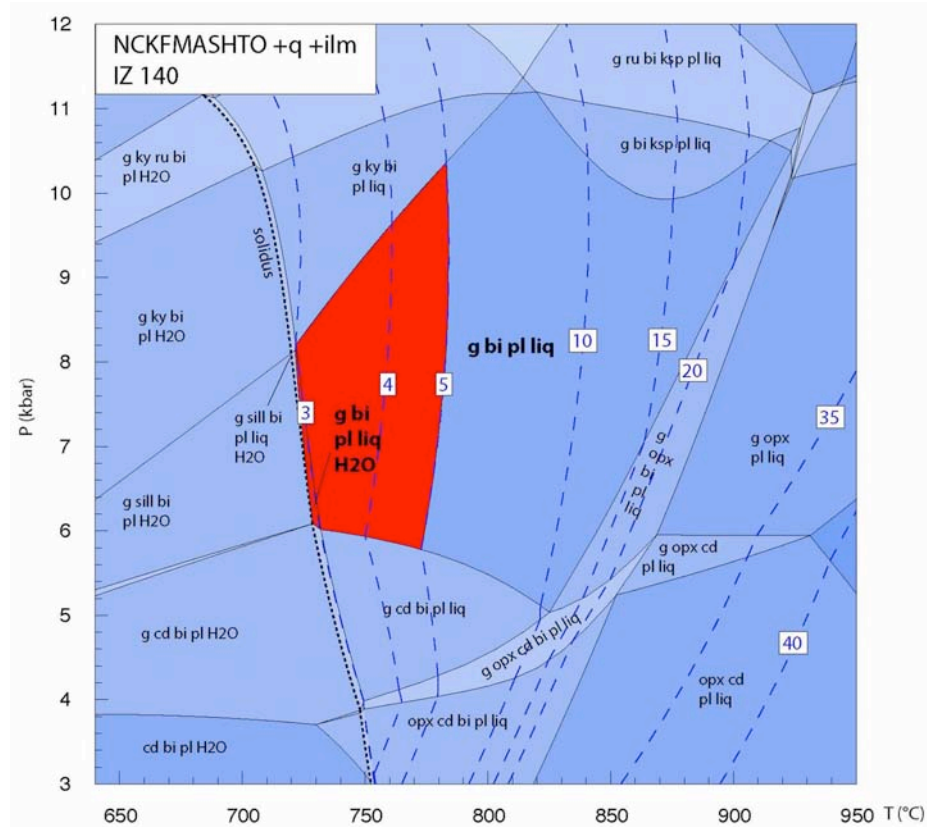 NCKFMASHTO +q +ilm
IZ 140
12
11
10
9
8
7
6
5
4
3
P (kbar)
650
700
750
800
850
900
950
T (°C)
g ru bi ksp pl liq
g bi ksp pl liq
g ky ru bi
pl H2O
g ky bi
pl liq
solidus
g ky bi
pl H2O
g sill bi
pl liq
H2O
g sill bi
pl H2O
3
4
5
g bi
pl liq
H2O
g bi pl liq
10
15
20
35
40
g
opx
bi
pl
liq
g opx
pl liq
g opx cd
pl liq
g cd bi pl liq
g opx cd bi pl liq
g cd bi pl H2O
opx cd bi pl liq
opx cd
pl liq
cd bi pl H2O